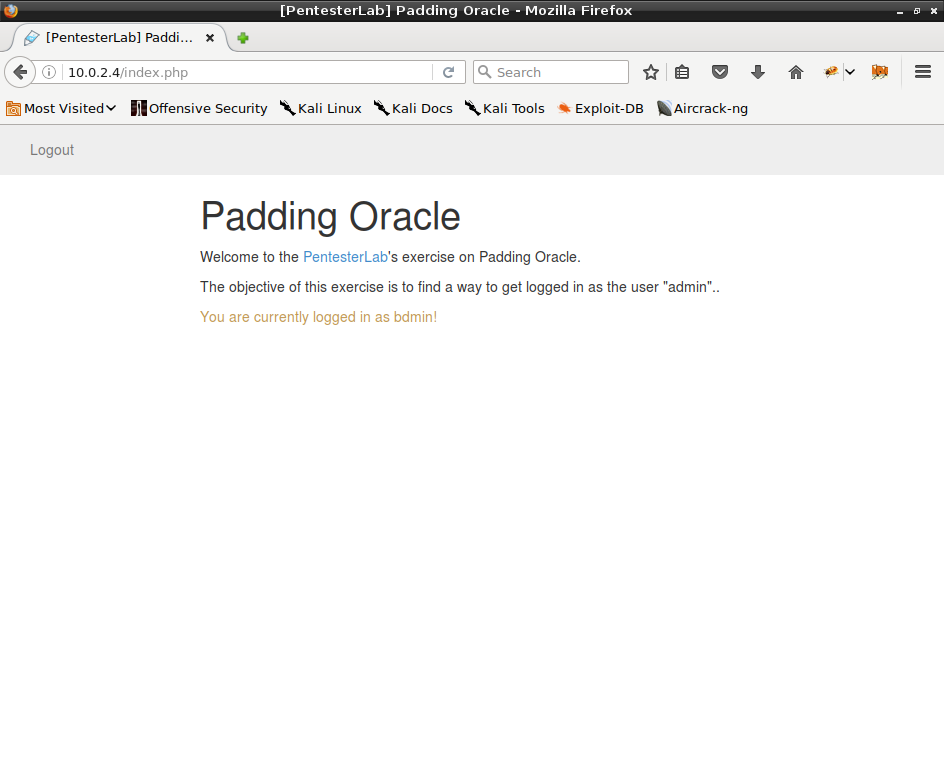 [PentesterLab] Padding Oracle - Mozilla Firefox
[PentesterLab] Paddi...
10.0.2.4/index.php
Search
Most Visited
Offensive Security
Kali Linux
Kali Docs
Kali Tools
Exploit-DB
Aircrack-ng
Logout
Padding Oracle
Welcome to the PentesterLab's exercise on Padding Oracle.
The objective of this exercise is to find a way to get logged in as the user "admin"..
You are currently logged in as bdmin!